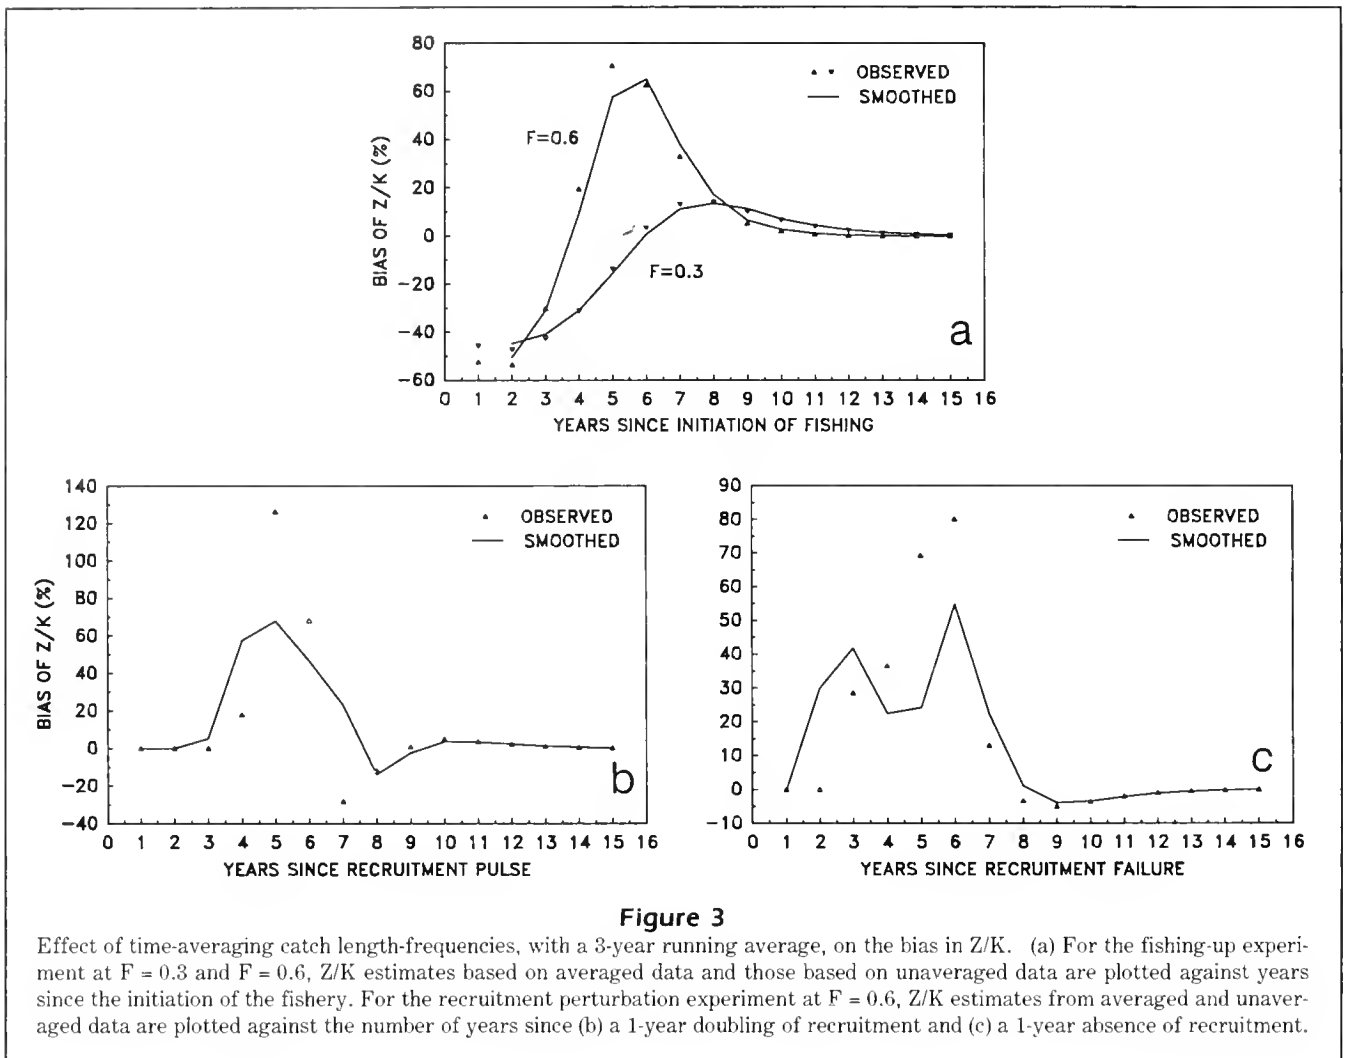 80
60
40
20
0
−20
−40
−60
BIAS OF Z/K (%)
OBSERVED
SMOOTHED
F=0.6
F=0.3
a
0 1 2 3 4 5 6 7 8 9 10 11 12 13 14 15 16
YEARS SINCE INITIATION OF FISHING
140
120
100
80
60
40
20
0
−20
−40
BIAS OF Z/K (%)
OBSERVED
SMOOTHED
b
0 1 2 3 4 5 6 7 8 9 10 11 12 13 14 15 16
YEARS SINCE RECRUITMENT PULSE
90
80
70
60
50
40
30
20
10
0
−10
OBSERVED
SMOOTHED
c
0 1 2 3 4 5 6 7 8 9 10 11 12 13 14 15 16
YEARS SINCE RECRUITMENT FAILURE
Figure 3
Effect of time-averaging catch length-frequencies, with a 3-year running average, on the bias in Z/K. (a) For the fishing-up experi-
ment at F = 0.3 and F = 0.6, Z/K estimates based on averaged data and those based on unaveraged data are plotted against years
since the initiation of the fishery. For the recruitment perturbation experiment at F = 0.6, Z/K estimates from averaged and unaver-
aged data are plotted against the number of years since (b) a 1-year doubling of recruitment and (c) a 1-year absence of recruitment.